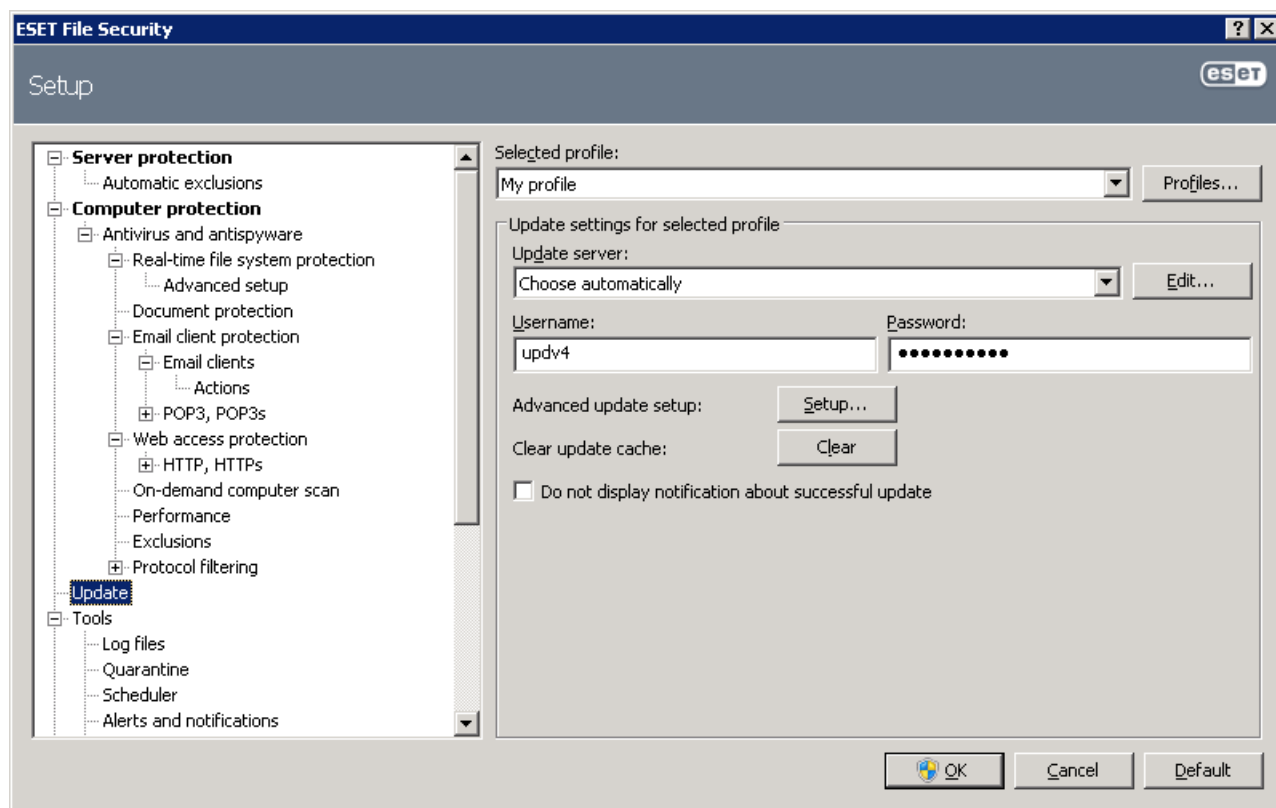 ESET File Security
Setup
eset
Server protection
Automatic exclusions
Computer protection
Antivirus and antispyware
Real-time file system protection
Advanced setup
Document protection
Email client protection
Email clients
Actions
POP3, POP3s
Web access protection
HTTP, HTTPs
On-demand computer scan
Performance
Exclusions
Protocol filtering
Update
Tools
Log files
Quarantine
Scheduler
Alerts and notifications
Selected profile:
My profile
Profiles...
Update settings for selected profile
Update server:
Choose automatically
Edit...
Username:
Password:
updv4
●●●●●●●●●●
Advanced update setup:
Setup...
Clear update cache:
Clear
Do not display notification about successful update
OK
Cancel
Default